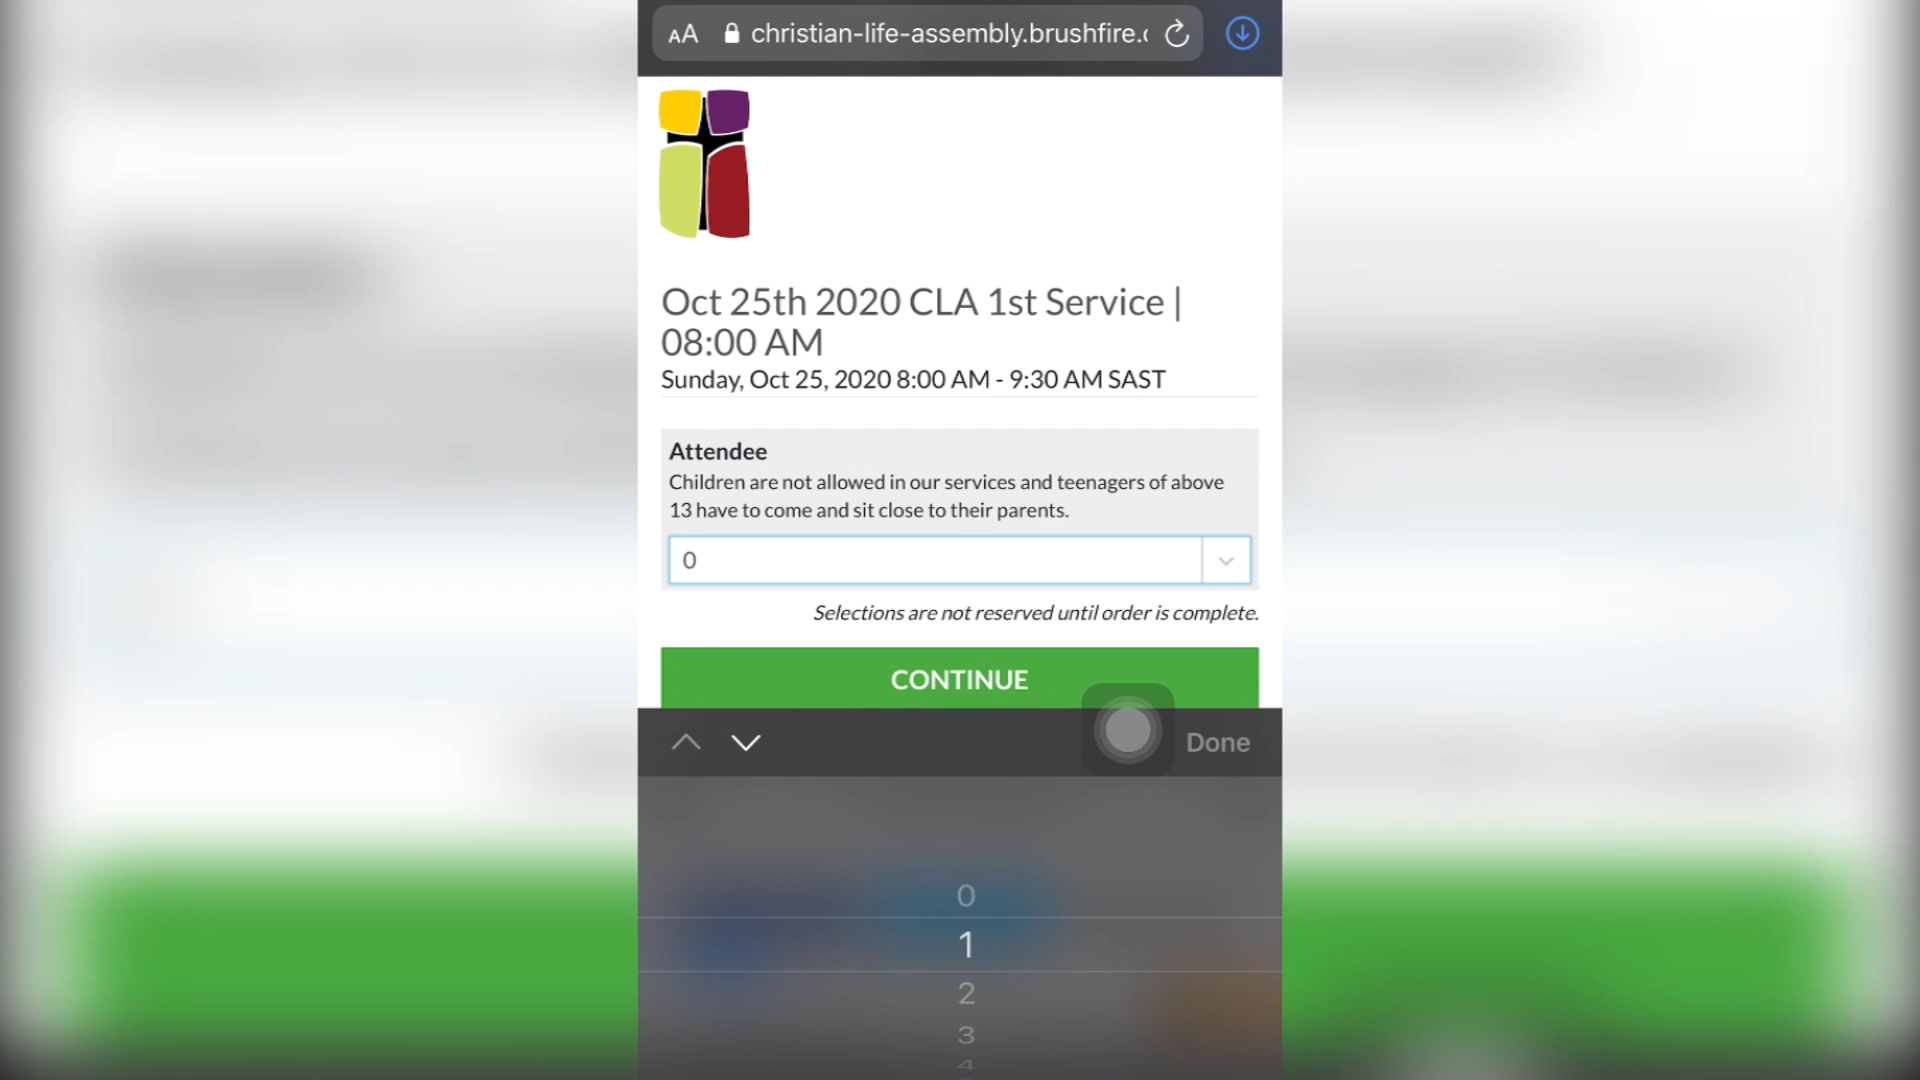 AA christian-life-assembly.brushfire.c
Oct 25th 2020 CLA 1st Service |
08:00 AM
Sunday, Oct 25, 2020 8:00 AM - 9:30 AM SAST
Attendee
Children are not allowed in our services and teenagers of above
13 have to come and sit close to their parents.
0
Selections are not reserved until order is complete.
CONTINUE
Done
0
1
2
3
4